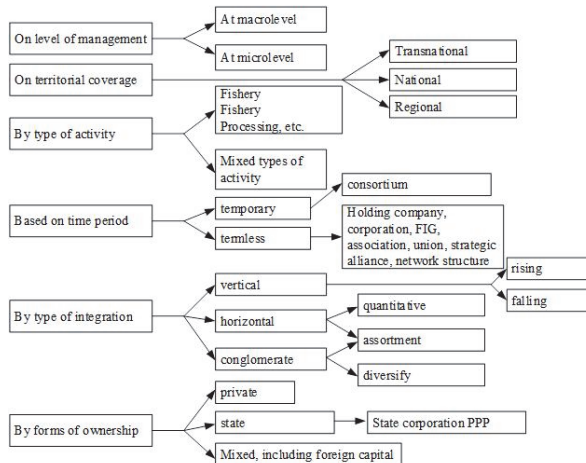 On level of management
At macrolevel
At microlevel
On territorial coverage
Transnational
National
Regional
By type of activity
Fishery
Fishery
Processing, etc.
Mixed types of
activity
Based on time period
temporary
consortium
termless
Holding company,
corporation, FIG,
association, union, strategic
alliance, network structure
By type of integration
vertical
rising
falling
horizontal
quantitative
assortment
conglomerate
diversify
By forms of ownership
private
state
State corporation PPP
Mixed, including foreign capital